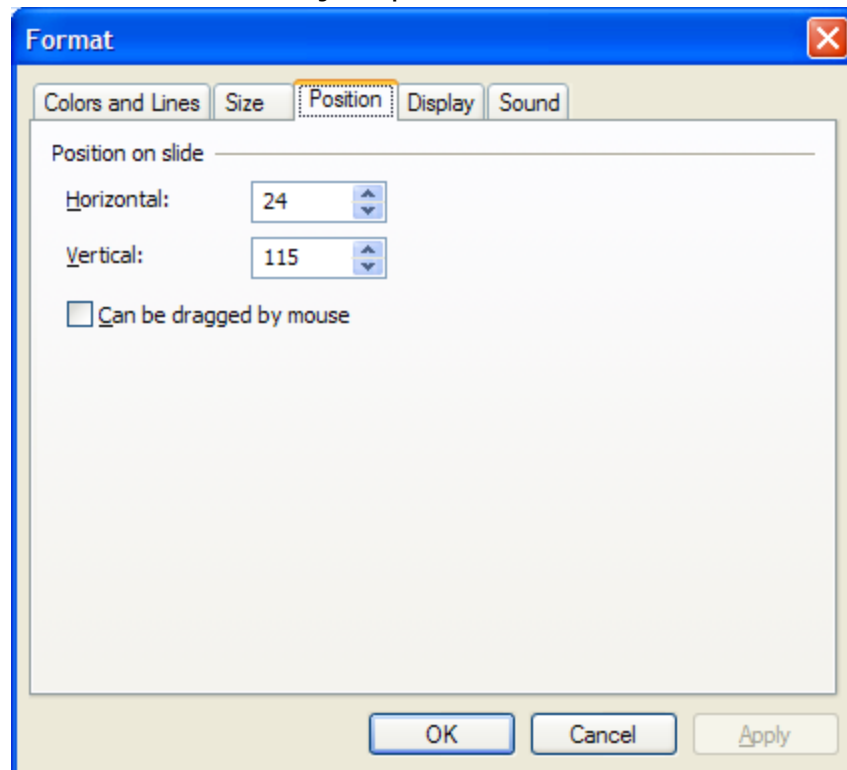 Format
Colors and Lines Size Position Display Sound
Position on slide
Horizontal: 24
Vertical: 115
Can be dragged by mouse
OK Cancel Apply